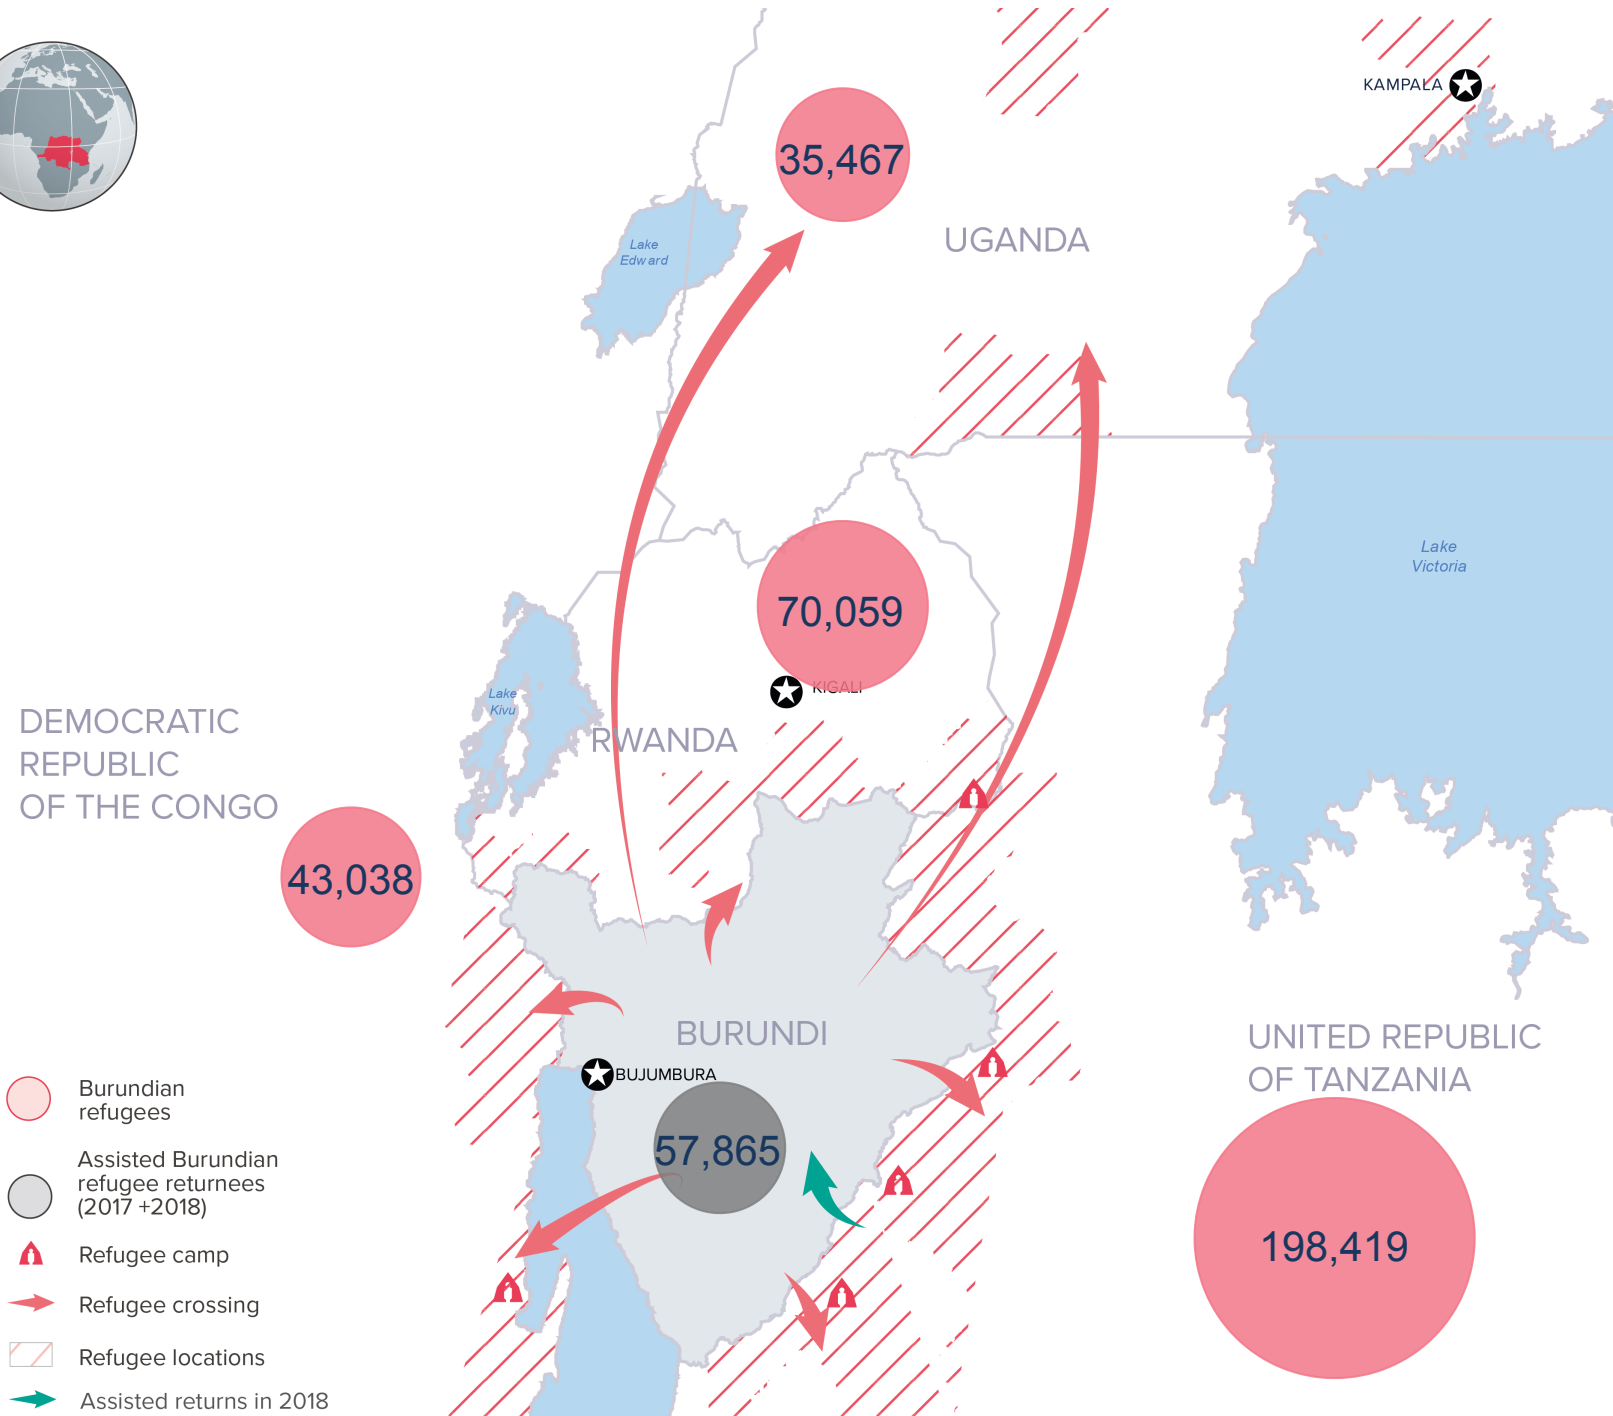 KAMPALA
35,467
UGANDA
Lake
Edward
Lake
Victoria
70,059
KIGALI
Lake
Kivu
RWANDA
DEMOCRATIC
REPUBLIC
OF THE CONGO
43,038
BURUNDI
UNITED REPUBLIC
OF TANZANIA
BUJUMBURA
57,865
198,419
Burundian
refugees
Assisted Burundian
refugee returnees
(2017 +2018)
Refugee camp
Refugee crossing
Refugee locations
Assisted returns in 2018